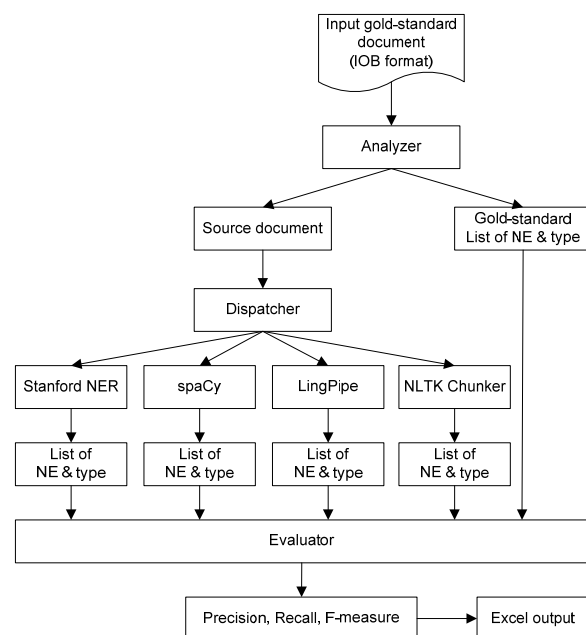 Input gold-standard
document
(IOB format)
Analyzer
Source document
Gold-standard
List of NE & type
Dispatcher
Stanford NER
spaCy
LingPipe
NLTK Chunker
List of
NE & type
List of
NE & type
List of
NE & type
List of
NE & type
Evaluator
Precision, Recall, F-measure
Excel output